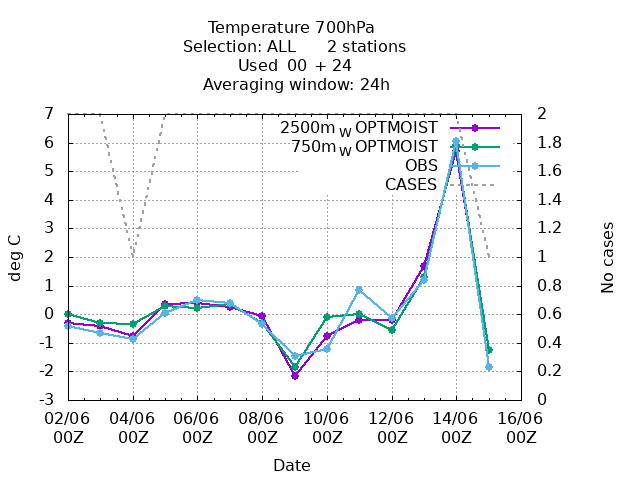 Temperature 700hPa
Selection: ALL 2 stations
Used 00 + 24
Averaging window: 24h
7 2
6 1.8
5 1.6
4 1.4
3 1.2
2 1
1 0.8
0 0.6
-1 0.4
-2 0.2
-3 0
2500m W OPTMOIST
750m W OPTMOIST
OBS
CASES
deg C
No cases
02/06 04/06 06/06 08/06 10/06 12/06 14/06 16/06
00Z 00Z 00Z 00Z 00Z 00Z 00Z 00Z
Date